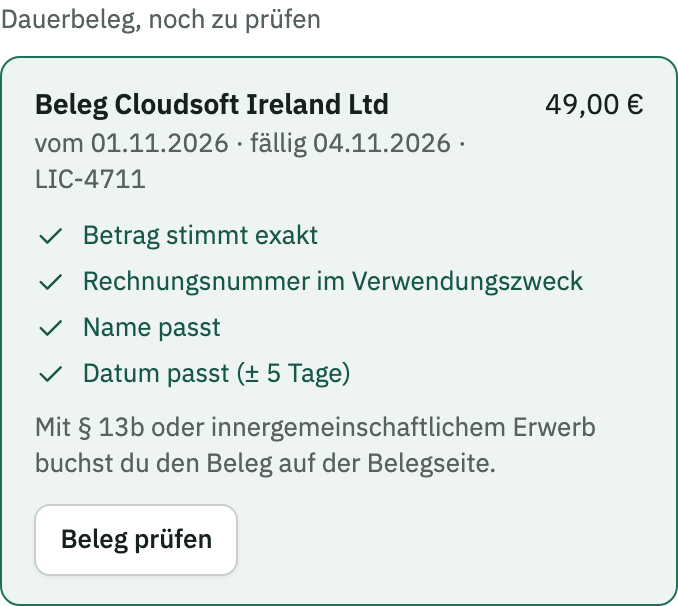 Dauerbeleg, noch zu prüfen
Beleg Cloudsoft Ireland Ltd 49,00 €
vom 01.11.2026 · fällig 04.11.2026 ·
LIC-4711
Betrag stimmt exakt
Rechnungsnummer im Verwendungszweck
Name passt
Datum passt (± 5 Tage)
Mit § 13b oder innergemeinschaftlichem Erwerb
buchst du den Beleg auf der Belegseite.
Beleg prüfen